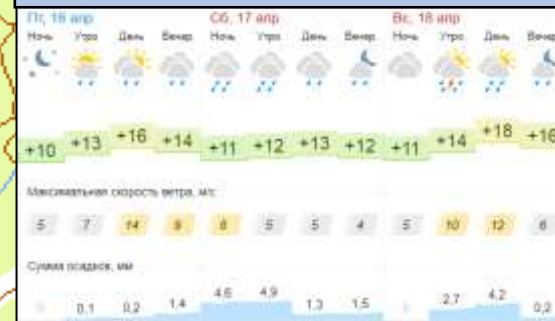 Пт, 16 апр Сб, 17 апр Вс, 18 апр
Ночь Утро День Вечер Ночь Утро День Вечер Ночь Утро День Вечер
+10 +13 +16 +14 +11 +12 +13 +12 +11 +14 +18 +16
Максимальная скорость ветра, м/с
5 7 14 9 8 5 5 4 5 10 12 6
Сумма осадков, мм
0,1 0,2 1,4 4,6 4,9 1,3 1,5 2,7 4,2 0,2